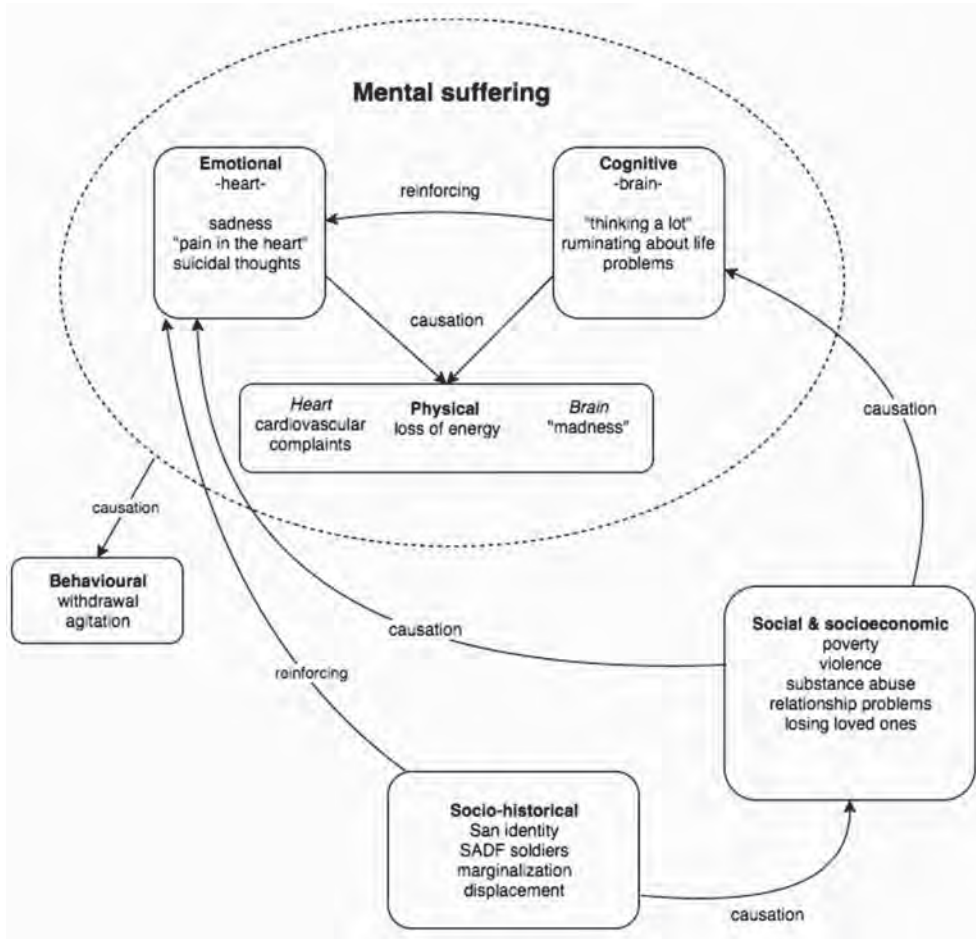 Mental suffering
Emotional
-heart-
sadness
"pain in the heart"
suicidal thoughts
reinforcing
Cognitive
-brain-
"thinking a lot"
ruminating about life
problems
causation
Heart
cardiovascular
complaints
Physical
loss of energy
Brain
"madness"
causation
causation
Behavioural
withdrawal
agitation
causation
reinforcing
Social & socioeconomic
poverty
violence
substance abuse
relationship problems
losing loved ones
Socio-historical
San identity
SADF soldiers
marginalization
displacement
causation